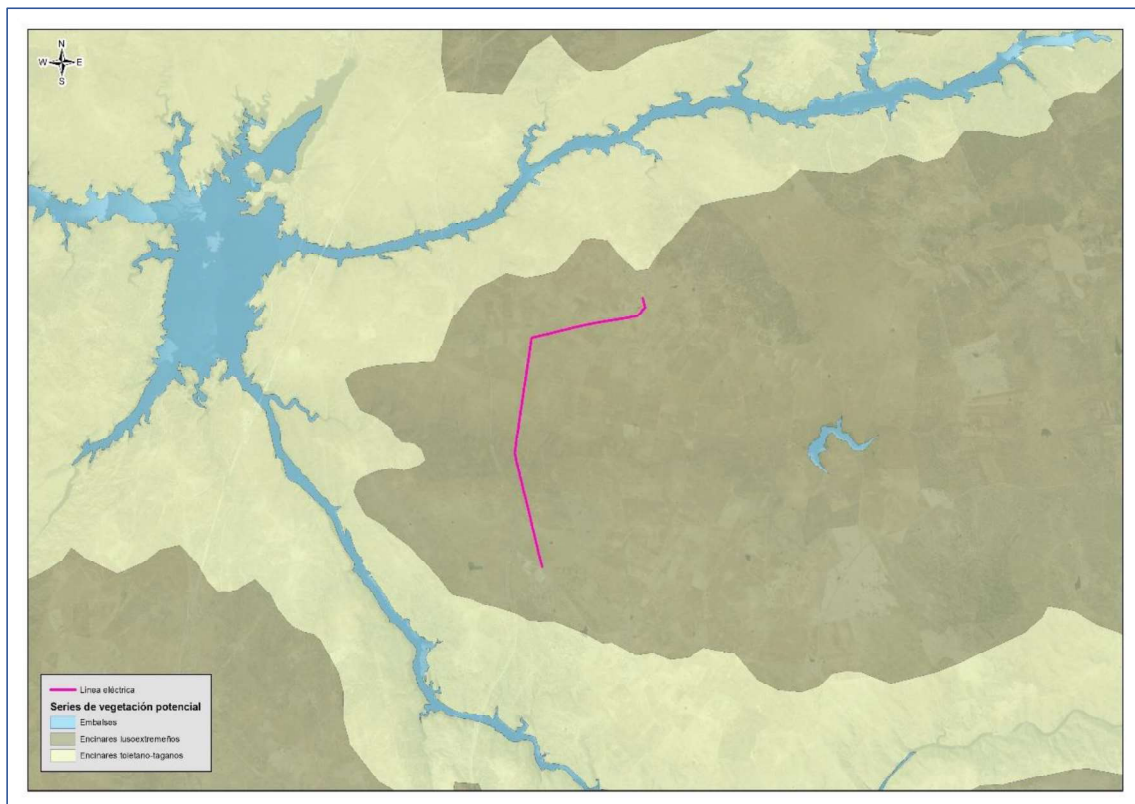 N
W E
S
Línea eléctrica
Series de vegetación potencial
Embalses
Encinares lusoextremeños
Encinares toletano-taganos